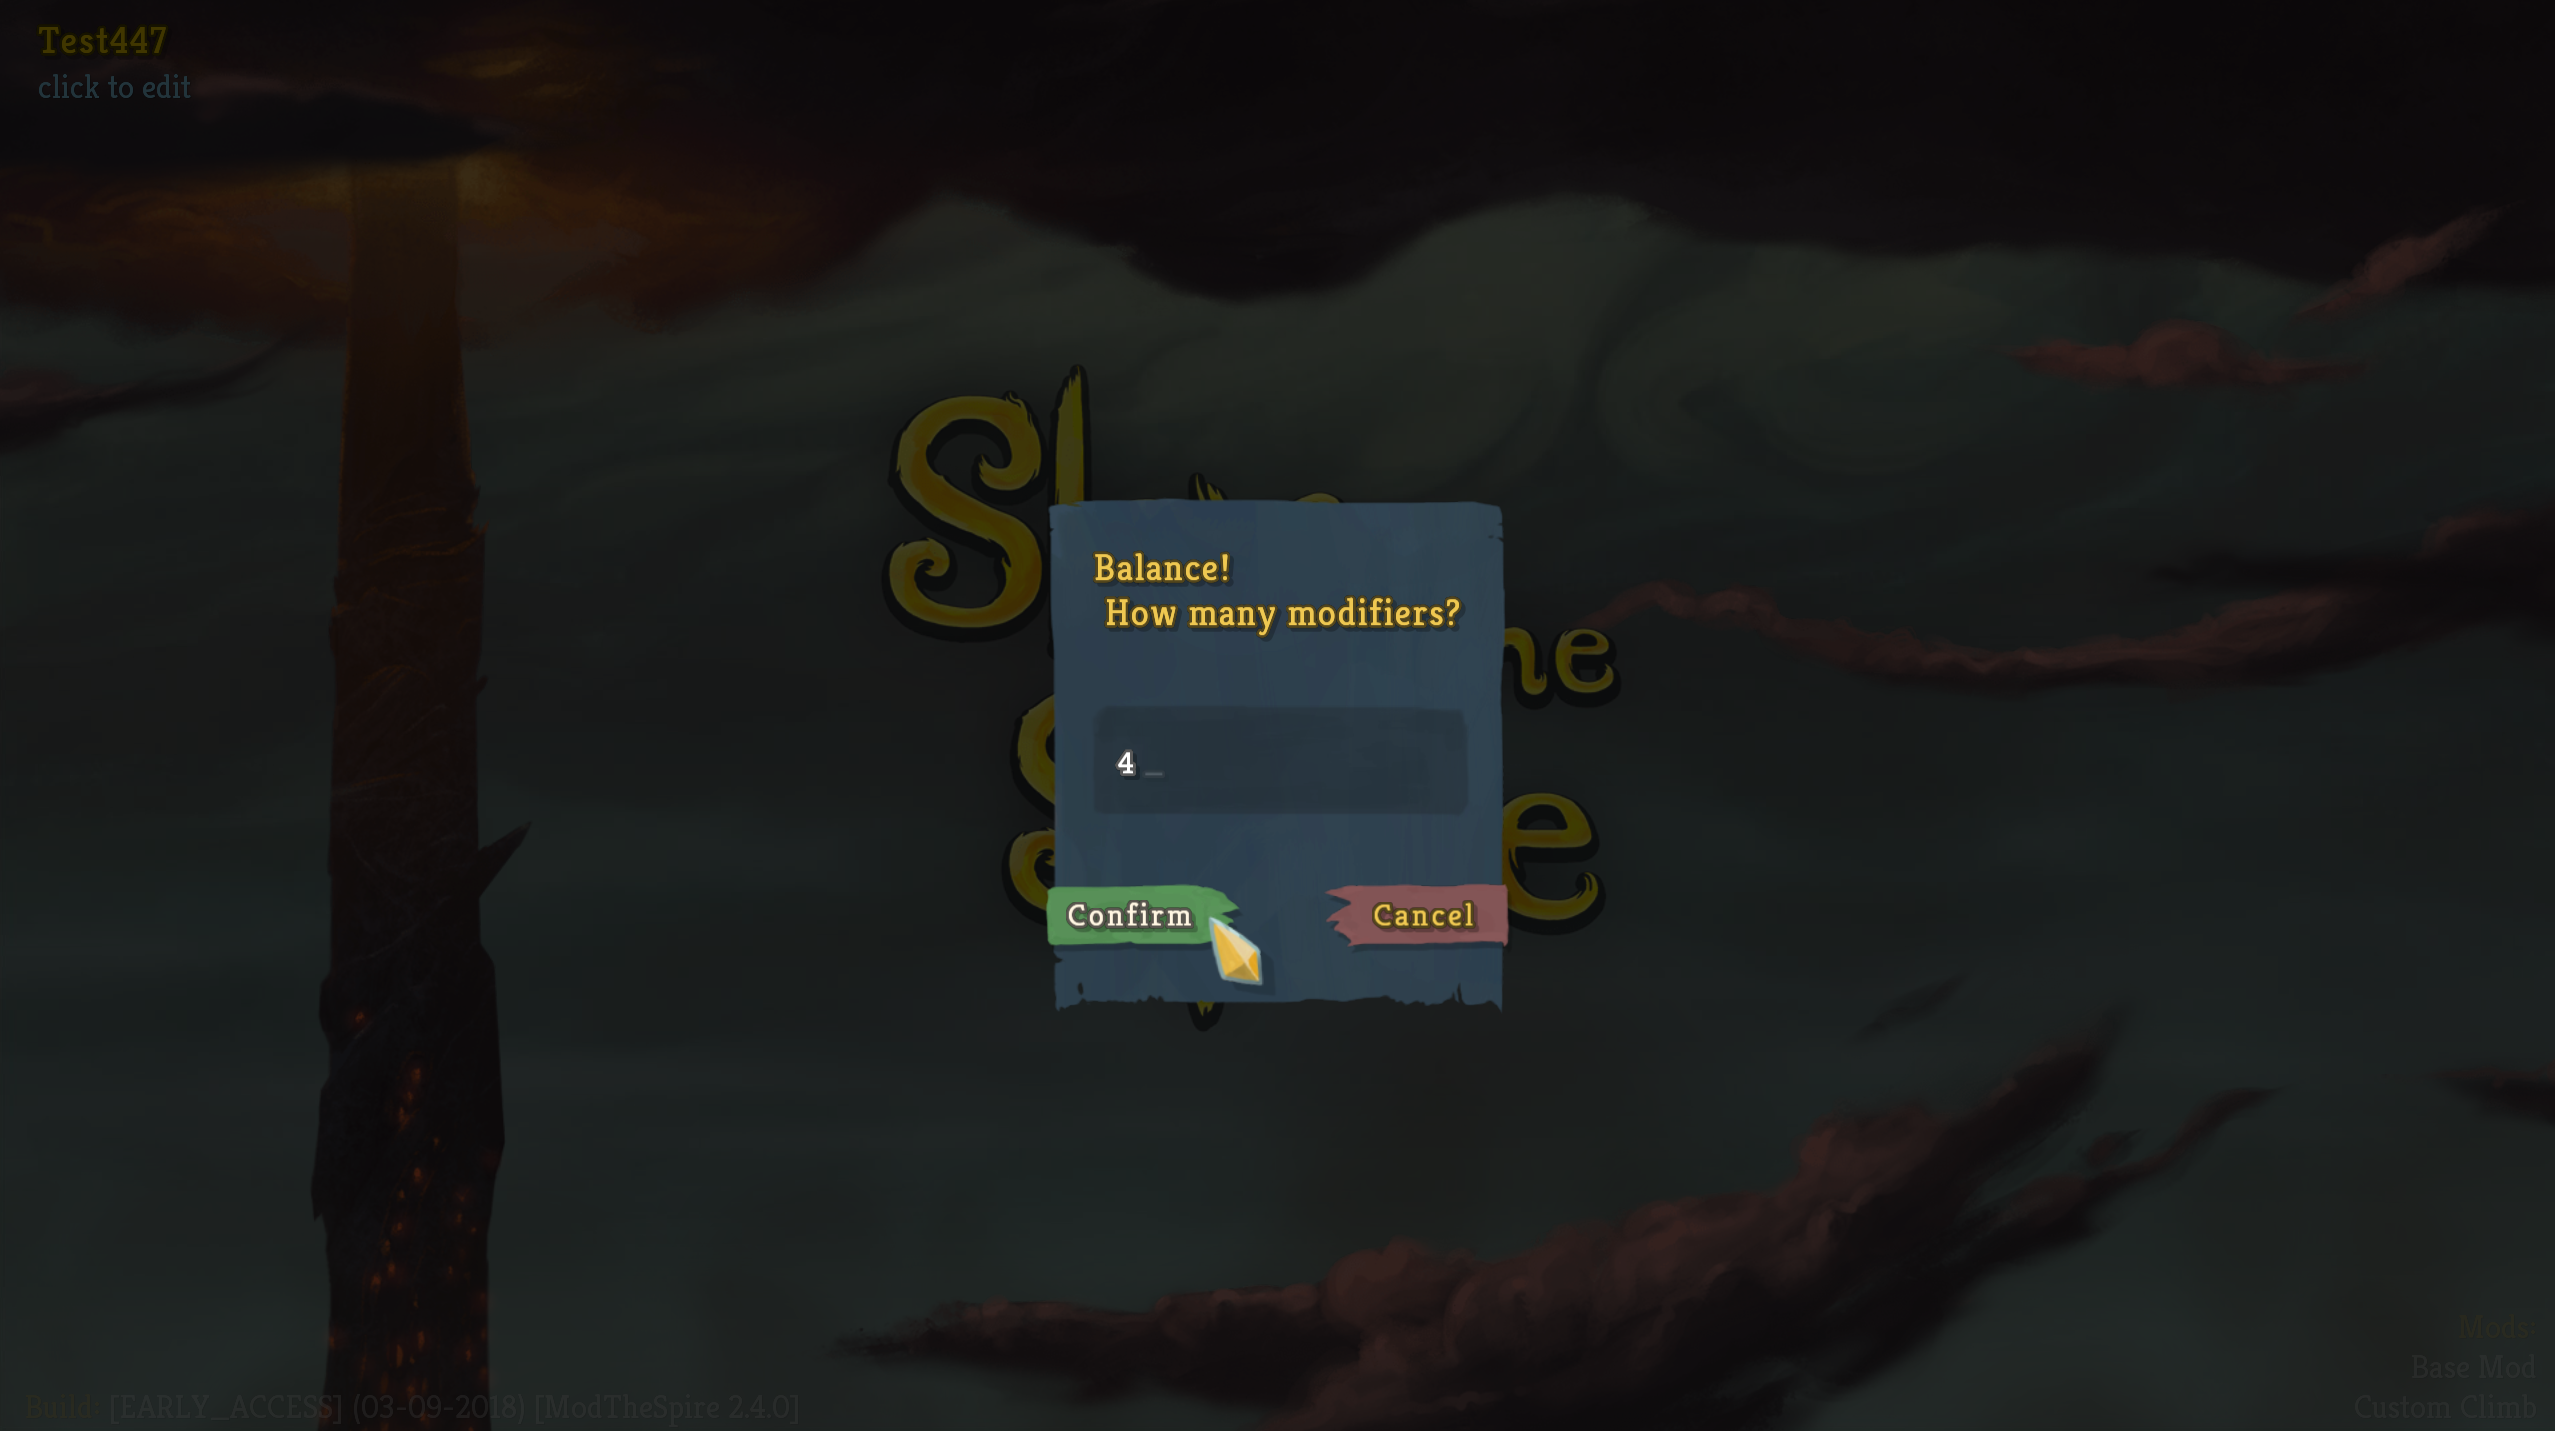 Test447
click to edit
Balance!
How many modifiers?
4 _
Confirm
Cancel
Mods:
Base Mod
Custom Climb
Build: [EARLY_ACCESS] (03-09-2018) [ModTheSpire 2.4.0]